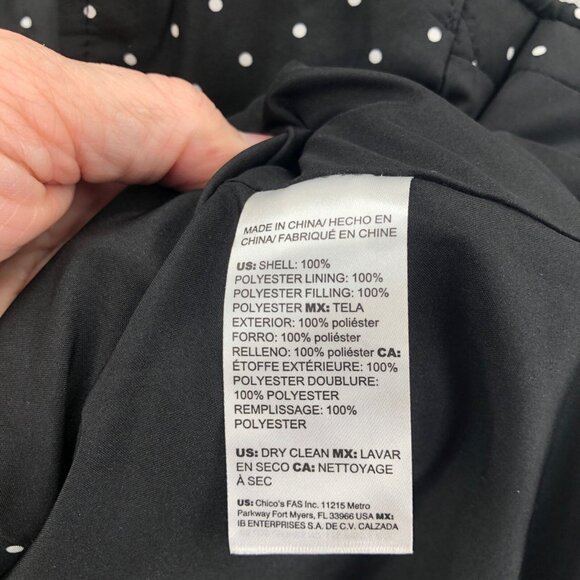 MADE IN CHINA/ HECHO EN
CHINA/ FABRIQUÉ EN CHINE
US: SHELL: 100%
POLYESTER LINING: 100%
POLYESTER FILLING: 100%
POLYESTER MX: TELA
EXTERIOR: 100% poliéster
FORRO: 100% poliéster
RELLENO: 100% poliéster CA:
ÉTOFFE EXTÉRIEURE: 100%
POLYESTER DOUBLURE:
100% POLYESTER
REMPLISSAGE: 100%
POLYESTER
US: DRY CLEAN MX: LAVAR
EN SECO CA: NETTOYAGE
À SEC
US: Chico's FAS Inc. 11215 Metro
Parkway Fort Myers, FL 33966 USA MX:
IB ENTERPRISES S.A. DE C.V. CALZADA